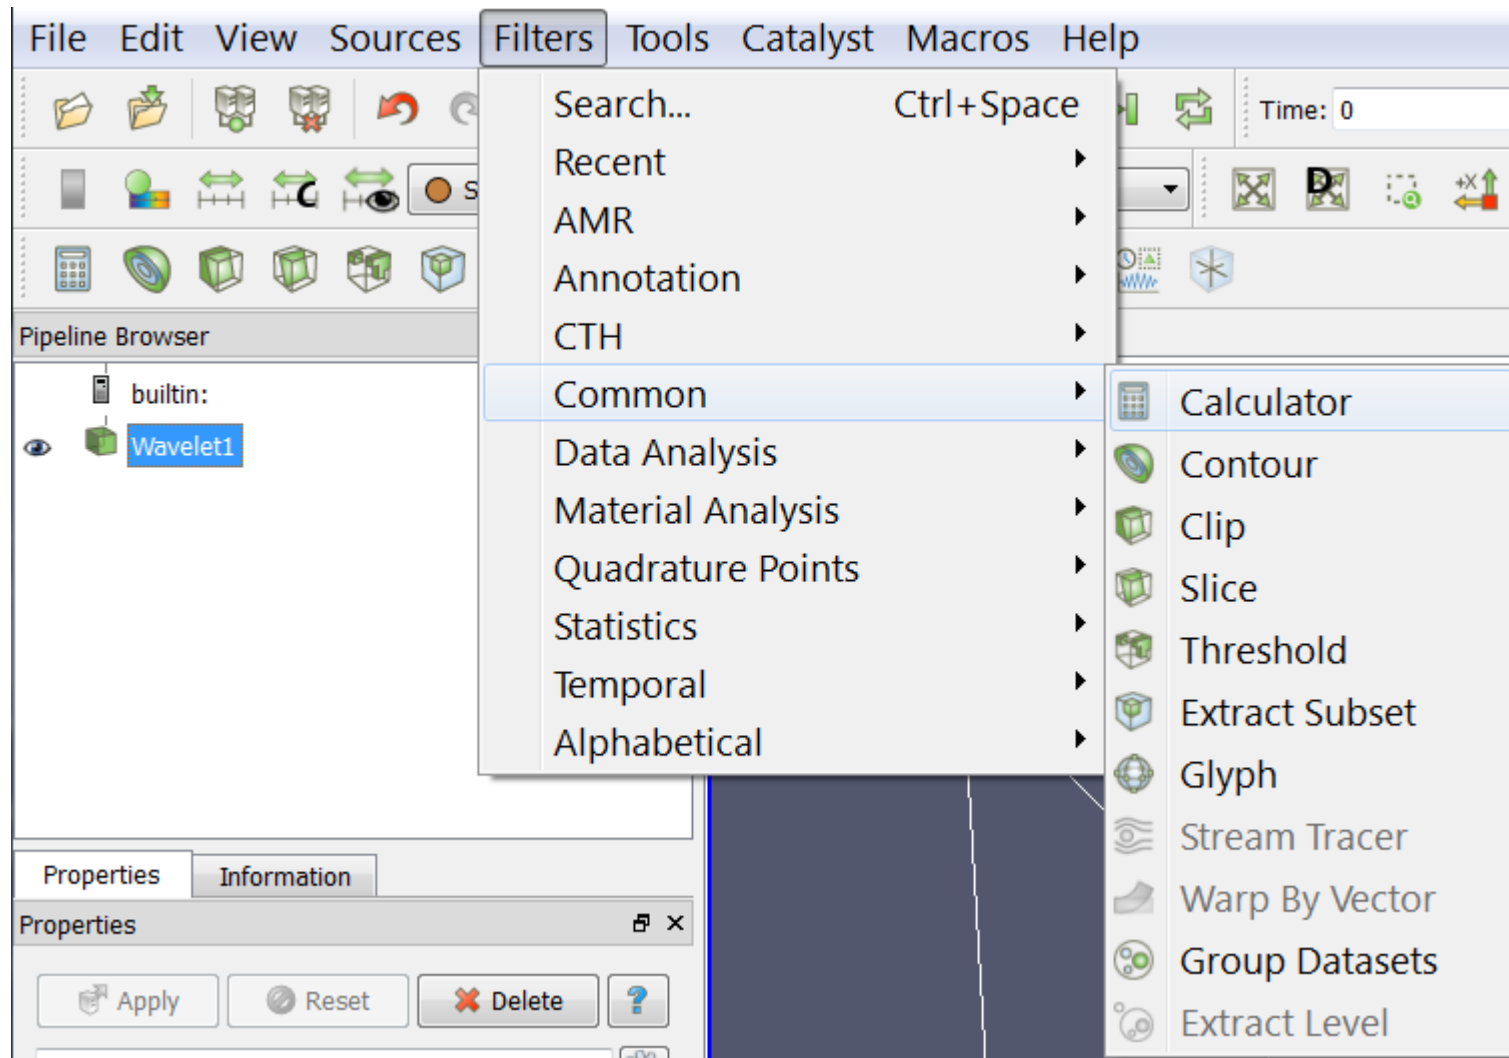 File Edit View Sources Filters Tools Catalyst Macros Help
Search... Ctrl+Space
Recent
AMR
Annotation
CTH
Common
Data Analysis
Material Analysis
Quadrature Points
Statistics
Temporal
Alphabetical
Time: 0
C
S
D
+X
Pipeline Browser
builtin:
Wavelet1
Calculator
Contour
Clip
Slice
Threshold
Extract Subset
Glyph
Stream Tracer
Warp By Vector
Group Datasets
Extract Level
Properties Information
Properties
Apply Reset Delete ?